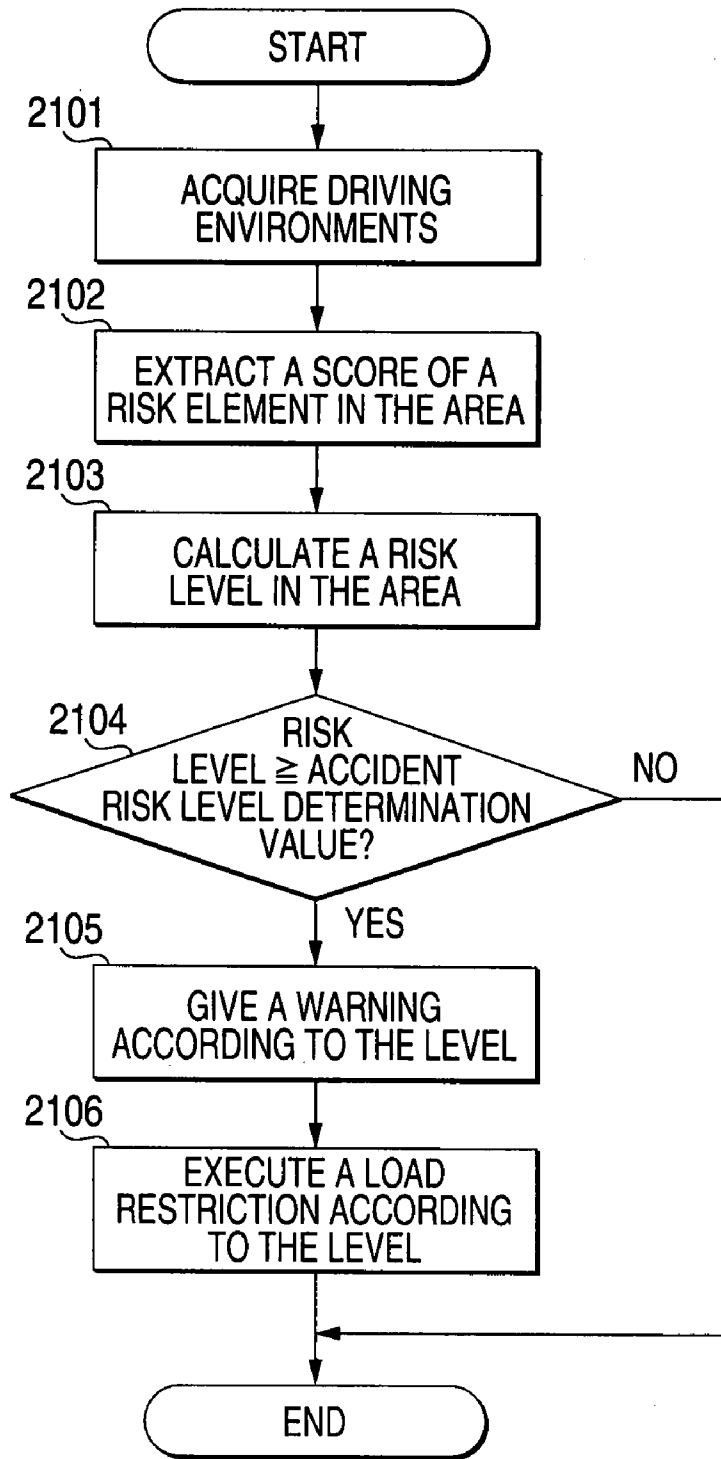 START
2101
ACQUIRE DRIVING
ENVIRONMENTS
2102
EXTRACT A SCORE OF A
RISK ELEMENT IN THE AREA
2103
CALCULATE A RISK
LEVEL IN THE AREA
2104
RISK
LEVEL ≧ ACCIDENT
RISK LEVEL DETERMINATION
VALUE?
NO
YES
2105
GIVE A WARNING
ACCORDING TO THE LEVEL
2106
EXECUTE A LOAD
RESTRICTION ACCORDING
TO THE LEVEL
END